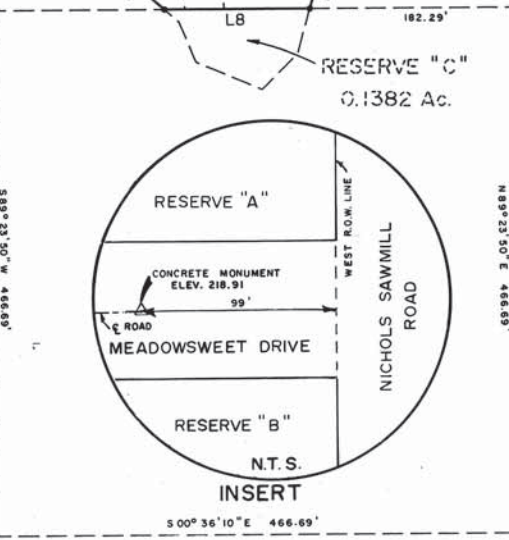 L8
182.29'
RESERVE "C"
0.1382 Ac.
S 89° 23' 50" W 466.69'
N 89° 23' 50" E 466.69'
RESERVE "A"
WEST R.O.W. LINE
NICHOLS SAWMILL
ROAD
CONCRETE MONUMENT
ELEV. 218.91
99'
℄ ROAD
MEADOWSWEET DRIVE
RESERVE "B"
N.T.S.
INSERT
S 00° 36' 10" E 466.69'